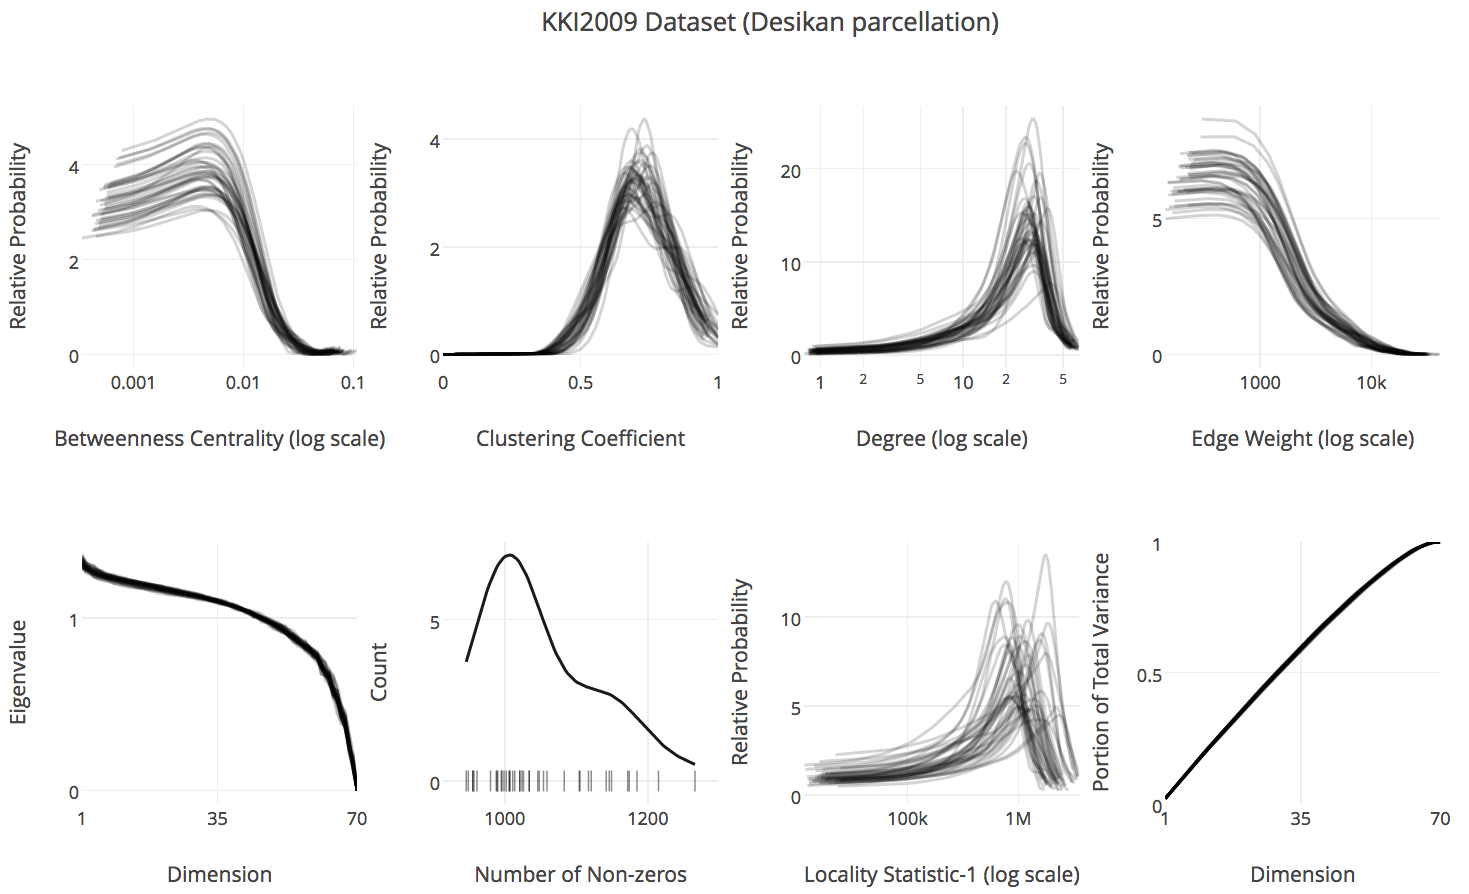 KKI2009 Dataset (Desikan parcellation)
Relative Probability
4
2
0
0.001
0.01
0.1
Betweenness Centrality (log scale)
Relative Probability
4
2
0
0
0.5
1
Clustering Coefficient
Relative Probability
20
10
0
1
2
5
10
2
5
Degree (log scale)
Relative Probability
5
0
1000
10k
Edge Weight (log scale)
Eigenvalue
1
0
1
35
70
Dimension
Count
5
0
1000
1200
Number of Non-zeros
Relative Probability
10
5
0
100k
1M
Locality Statistic-1 (log scale)
Portion of Total Variance
1
0.5
0
1
35
70
Dimension